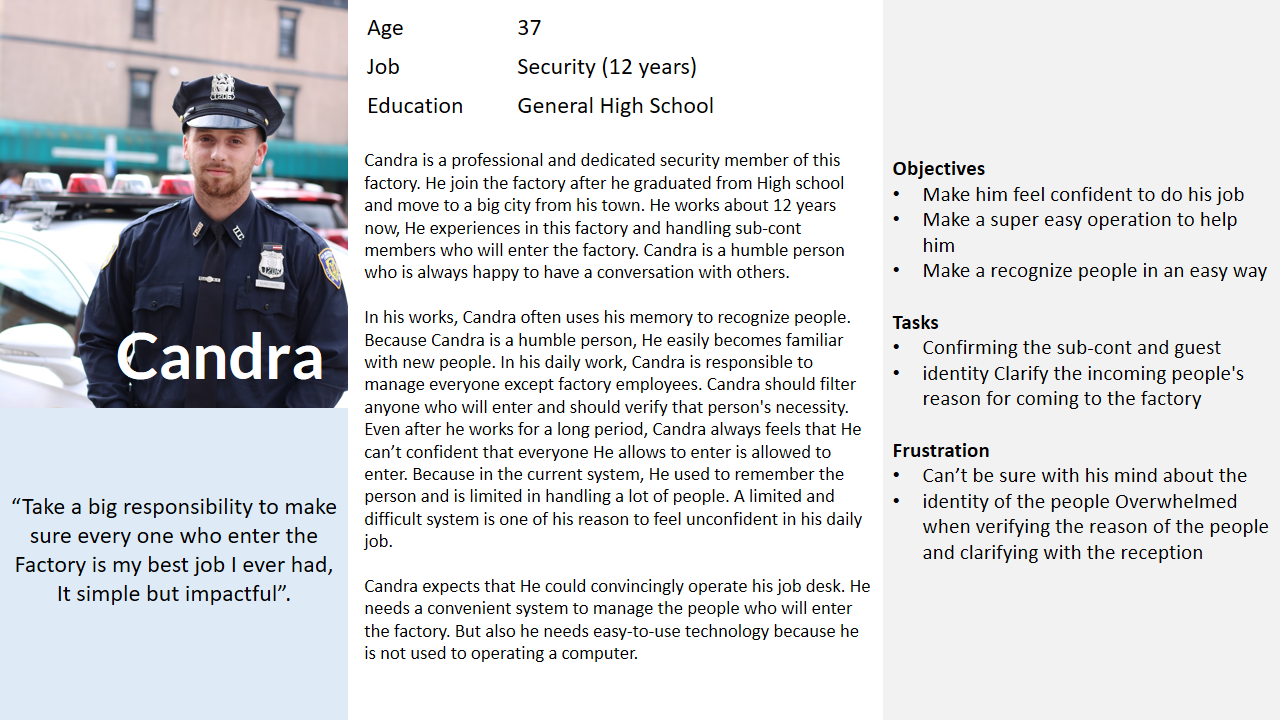 Candra
“Take a big responsibility to make
sure every one who enter the
Factory is my best job I ever had,
It simple but impactful”.
Age 37
Job Security (12 years)
Education General High School
Candra is a professional and dedicated security member of this
factory. He join the factory after he graduated from High school
and move to a big city from his town. He works about 12 years
now, He experiences in this factory and handling sub-cont
members who will enter the factory. Candra is a humble person
who is always happy to have a conversation with others.
In his works, Candra often uses his memory to recognize people.
Because Candra is a humble person, He easily becomes familiar
with new people. In his daily work, Candra is responsible to
manage everyone except factory employees. Candra should filter
anyone who will enter and should verify that person's necessity.
Even after he works for a long period, Candra always feels that He
can’t confident that everyone He allows to enter is allowed to
enter. Because in the current system, He used to remember the
person and is limited in handling a lot of people. A limited and
difficult system is one of his reason to feel unconfident in his daily
job.
Candra expects that He could convincingly operate his job desk. He
needs a convenient system to manage the people who will enter
the factory. But also he needs easy-to-use technology because he
is not used to operating a computer.
Objectives
• Make him feel confident to do his job
• Make a super easy operation to help
him
• Make a recognize people in an easy way
Tasks
• Confirming the sub-cont and guest
• identity Clarify the incoming people's
reason for coming to the factory
Frustration
• Can’t be sure with his mind about the
• identity of the people Overwhelmed
when verifying the reason of the people
and clarifying with the reception